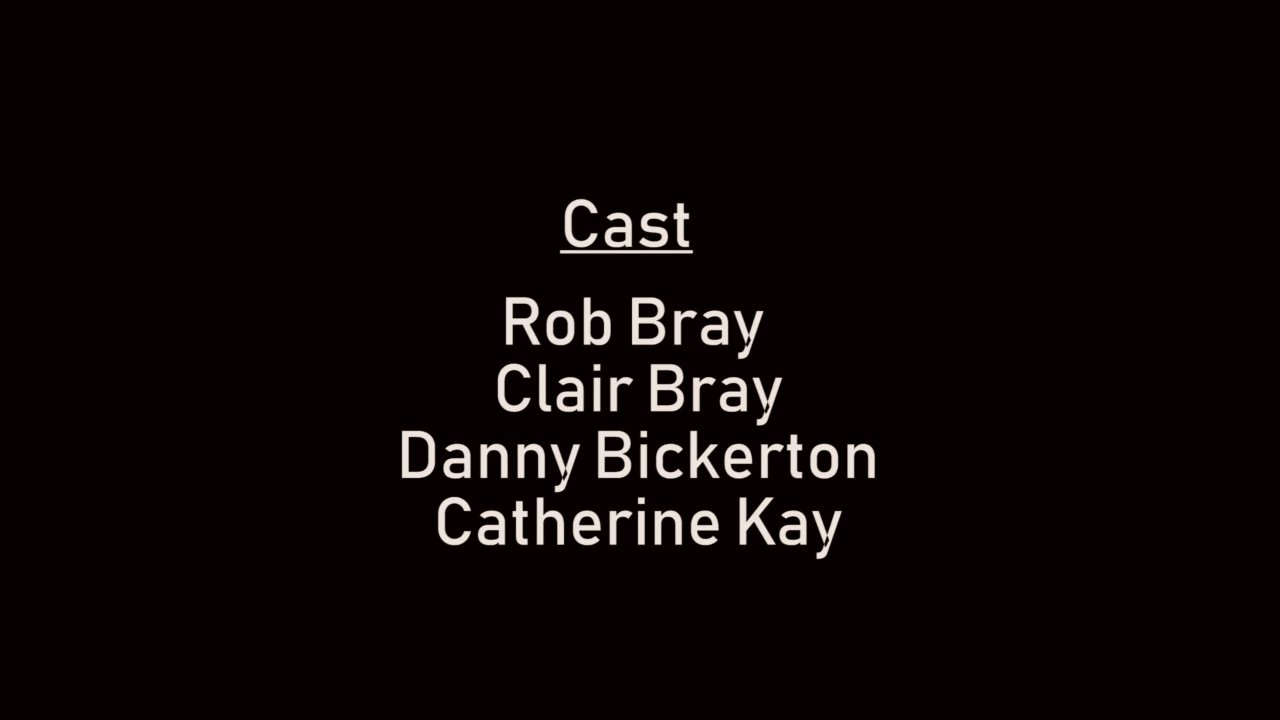 Cast
Rob Bray
Clair Bray
Danny Bickerton
Catherine Kay